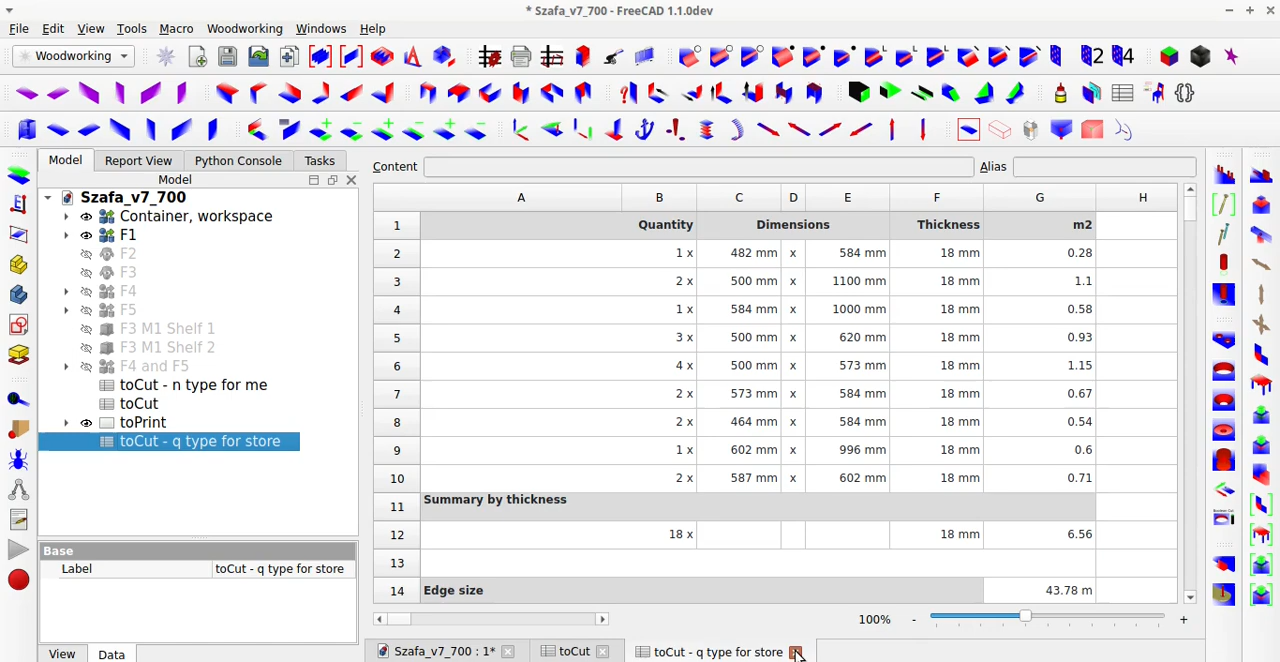 * Szafa_v7_700 - FreeCAD 1.1.0dev
File Edit View Tools Macro Woodworking Windows Help
Woodworking
2 4
Model Report View Python Console Tasks
Model
Szafa_v7_700
Container, workspace
F1
F2
F3
F4
F5
F3 M1 Shelf 1
F3 M1 Shelf 2
F4 and F5
toCut - n type for me
toCut
toPrint
toCut - q type for store
Base
Label toCut - q type for store
View Data
Content Alias
A B C D E F G H
1 Quantity Dimensions Thickness m2
2 1 x 482 mm x 584 mm 18 mm 0.28
3 2 x 500 mm x 1100 mm 18 mm 1.1
4 1 x 584 mm x 1000 mm 18 mm 0.58
5 3 x 500 mm x 620 mm 18 mm 0.93
6 4 x 500 mm x 573 mm 18 mm 1.15
7 2 x 573 mm x 584 mm 18 mm 0.67
8 2 x 464 mm x 584 mm 18 mm 0.54
9 1 x 602 mm x 996 mm 18 mm 0.6
10 2 x 587 mm x 602 mm 18 mm 0.71
11 Summary by thickness
12 18 x 18 mm 6.56
13
14 Edge size 43.78 m
100% - +
Szafa_v7_700 : 1* toCut toCut - q type for store